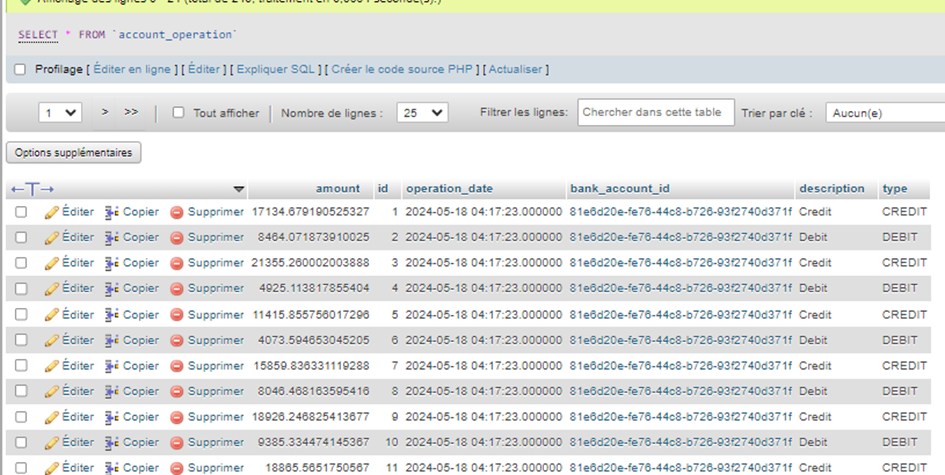 SELECT * FROM `account_operation`
Profilage [ Éditer en ligne ] [ Éditer ] [ Expliquer SQL ] [ Créer le code source PHP ] [ Actualiser ]
1 > >> Tout afficher Nombre de lignes : 25 Filtrer les lignes: Chercher dans cette table Trier par clé : Aucun(e)
Options supplémentaires
←T→ amount id operation_date bank_account_id description type
Éditer Copier Supprimer 17134.679190525327 1 2024-05-18 04:17:23.000000 81e6d20e-fe76-44c8-b726-93f2740d371f Credit CREDIT
Éditer Copier Supprimer 8464.071873910025 2 2024-05-18 04:17:23.000000 81e6d20e-fe76-44c8-b726-93f2740d371f Debit DEBIT
Éditer Copier Supprimer 21355.260002003888 3 2024-05-18 04:17:23.000000 81e6d20e-fe76-44c8-b726-93f2740d371f Credit CREDIT
Éditer Copier Supprimer 4925.113817855404 4 2024-05-18 04:17:23.000000 81e6d20e-fe76-44c8-b726-93f2740d371f Debit DEBIT
Éditer Copier Supprimer 11415.855756017296 5 2024-05-18 04:17:23.000000 81e6d20e-fe76-44c8-b726-93f2740d371f Credit CREDIT
Éditer Copier Supprimer 4073.594653045205 6 2024-05-18 04:17:23.000000 81e6d20e-fe76-44c8-b726-93f2740d371f Debit DEBIT
Éditer Copier Supprimer 15859.836331119288 7 2024-05-18 04:17:23.000000 81e6d20e-fe76-44c8-b726-93f2740d371f Credit CREDIT
Éditer Copier Supprimer 8046.468163595416 8 2024-05-18 04:17:23.000000 81e6d20e-fe76-44c8-b726-93f2740d371f Debit DEBIT
Éditer Copier Supprimer 18926.246825413677 9 2024-05-18 04:17:23.000000 81e6d20e-fe76-44c8-b726-93f2740d371f Credit CREDIT
Éditer Copier Supprimer 9385.334474145367 10 2024-05-18 04:17:23.000000 81e6d20e-fe76-44c8-b726-93f2740d371f Debit DEBIT
Éditer Copier Supprimer 18865.5651750567 11 2024-05-18 04:17:23.000000 81e6d20e-fe76-44c8-b726-93f2740d371f Credit CREDIT